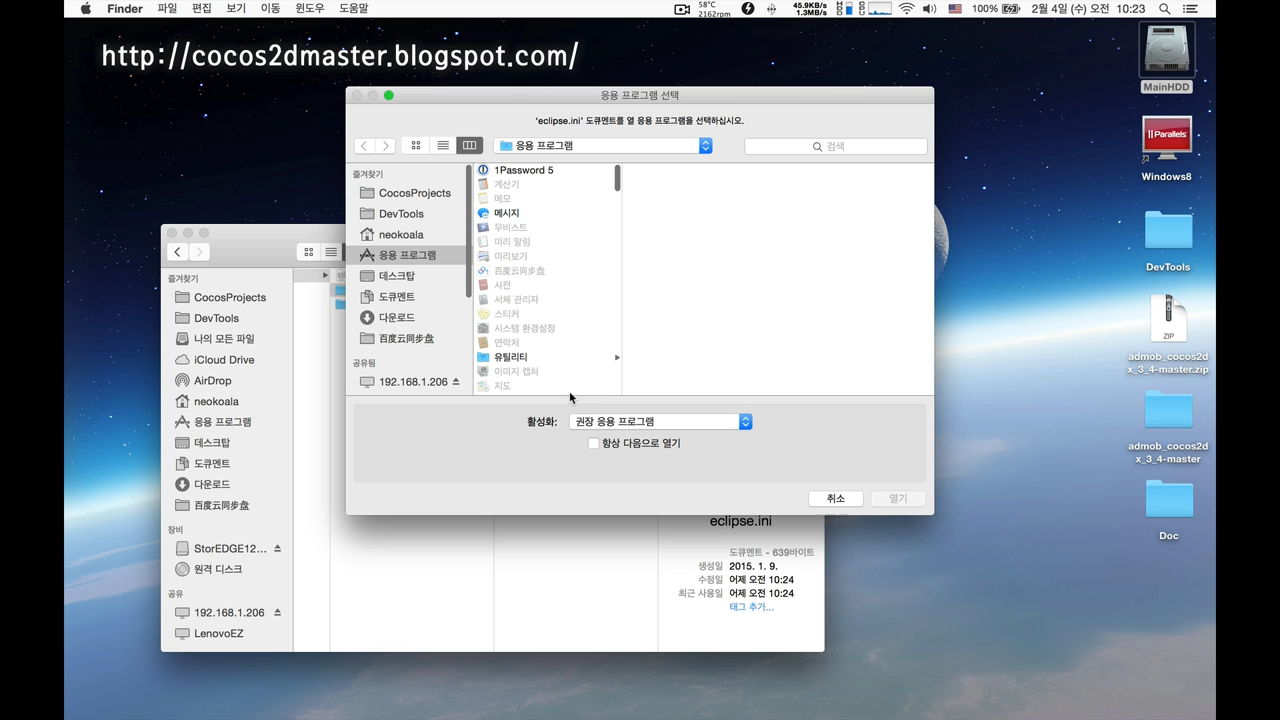 Finder 파일 편집 보기 이동 윈도우 도움말
58°C
2162rpm
45.9KB/s
1.3MB/s
100%
2월 4일 (수) 오전 10:23
http://cocos2dmaster.blogspot.com/
MainHDD
Parallels
Windows8
DevTools
ZIP
admob_cocos2d
x_3_4-master.zip
admob_cocos2d
x_3_4-master
Doc
응용 프로그램 선택
'eclipse.ini' 도큐멘트를 열 응용 프로그램을 선택하십시오.
응용 프로그램
검색
즐겨찾기
CocosProjects
DevTools
neokoala
응용 프로그램
데스크탑
도큐멘트
다운로드
百度云同步盘
공유됨
192.168.1.206
1Password 5
계산기
메모
메시지
무비스트
미리 알림
미리보기
百度云同步盘
사전
서체 관리자
스티커
시스템 환경설정
연락처
유틸리티
이미지 캡처
지도
활성화: 권장 응용 프로그램
항상 다음으로 열기
취소
열기
즐겨찾기
CocosProjects
DevTools
나의 모든 파일
iCloud Drive
AirDrop
neokoala
응용 프로그램
데스크탑
도큐멘트
다운로드
百度云同步盘
장비
StorEDGE12...
원격 디스크
공유
192.168.1.206
LenovoEZ
eclipse.ini
도큐멘트 - 639바이트
생성일 2015. 1. 9.
수정일 어제 오전 10:24
최근 사용일 어제 오전 10:24
태그 추가...